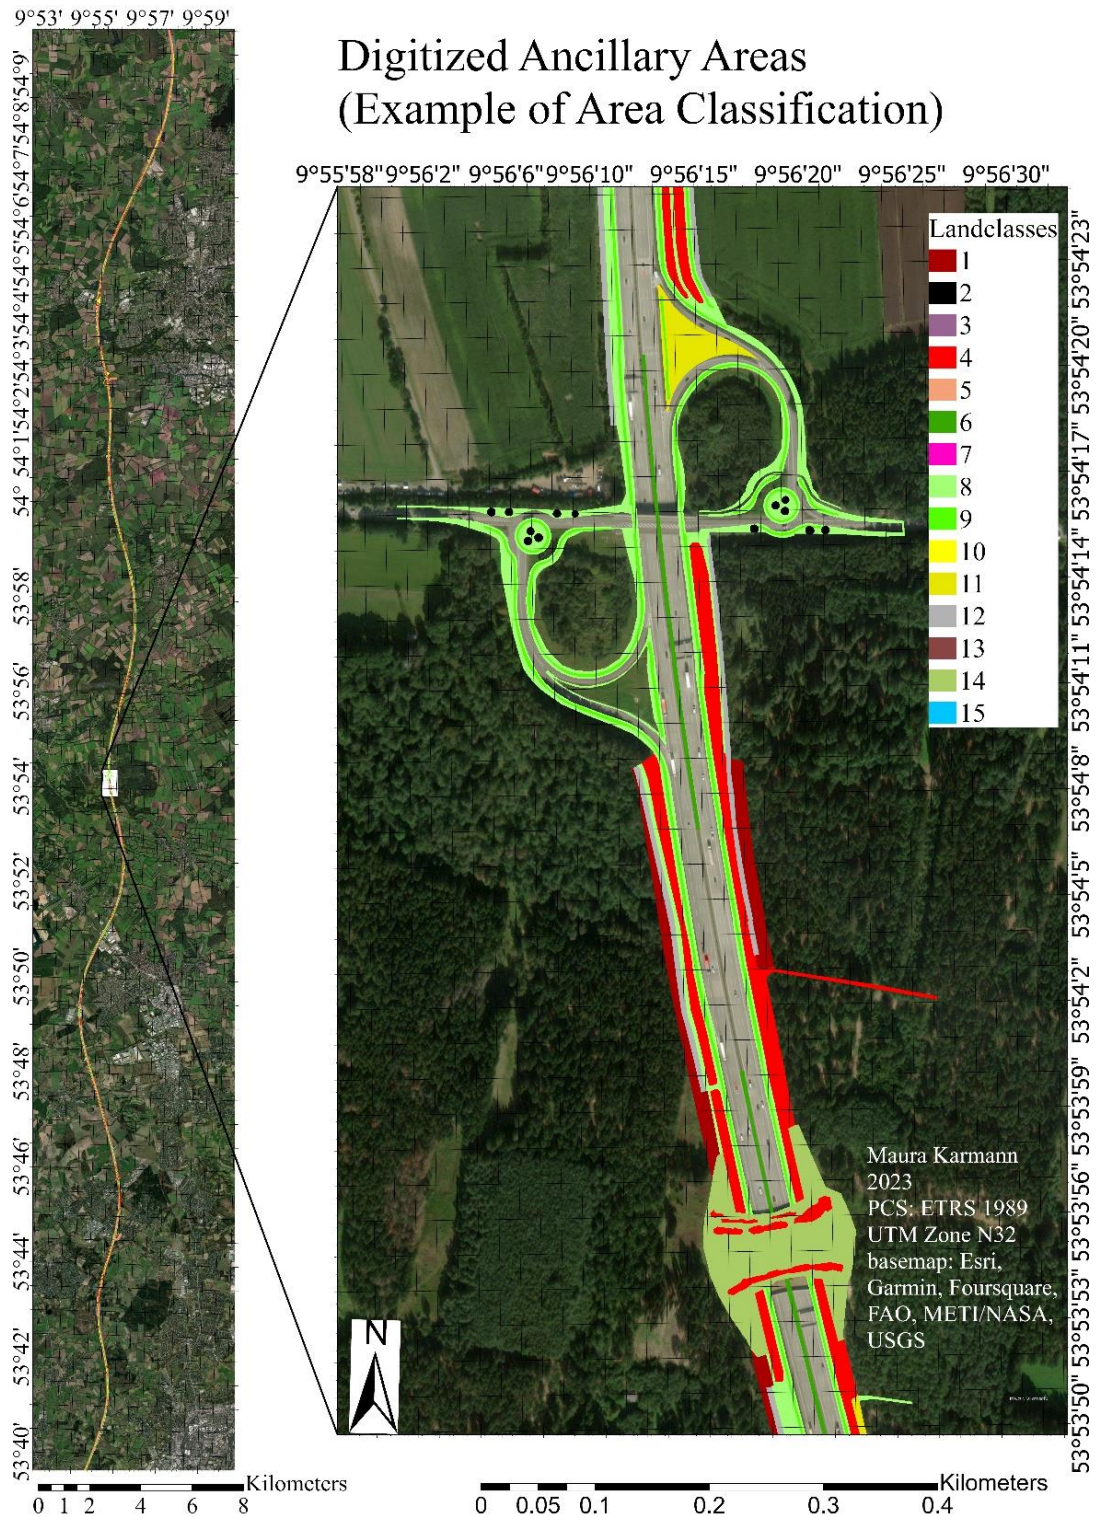 9°53' 9°55' 9°57' 9°59'
Digitized Ancillary Areas
(Example of Area Classification)
9°55'58" 9°56'2" 9°56'6" 9°56'10" 9°56'15" 9°56'20" 9°56'25" 9°56'30"
54°9'
54°8'
54°7'
54°6'
54°5'
54°4'
54°3'
54°2'
54°1'
54°
53°58'
53°56'
53°54'
53°52'
53°50'
53°48'
53°46'
53°44'
53°42'
53°40'
Landclasses
1
2
3
4
5
6
7
8
9
10
11
12
13
14
15
53°54'23"
53°54'20"
53°54'17"
53°54'14"
53°54'11"
53°54'8"
53°54'5"
53°54'2"
53°53'59"
53°53'56"
53°53'53"
53°53'50"
Maura Karmann
2023
PCS: ETRS 1989
UTM Zone N32
basemap: Esri,
Garmin, Foursquare,
FAO, METI/NASA,
USGS
N
Kilometers
0 1 2 4 6 8
Kilometers
0 0.05 0.1 0.2 0.3 0.4